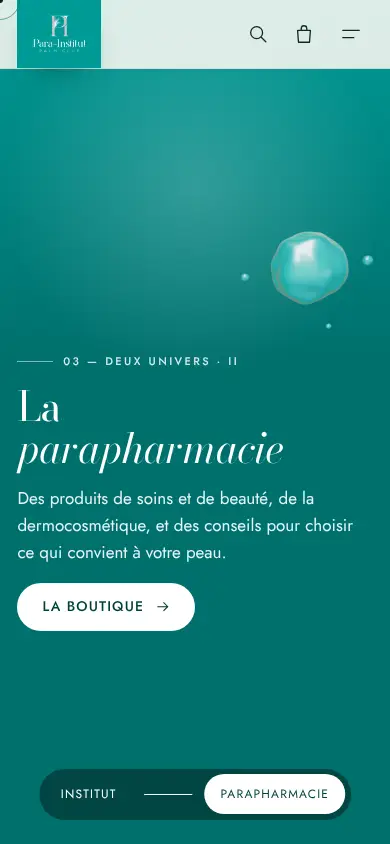 Para-Institut
03 — DEUX UNIVERS · II
La
parapharmacie
Des produits de soins et de beauté, de la
dermocosmétique, et des conseils pour choisir
ce qui convient à votre peau.
LA BOUTIQUE →
INSTITUT
PARAPHARMACIE